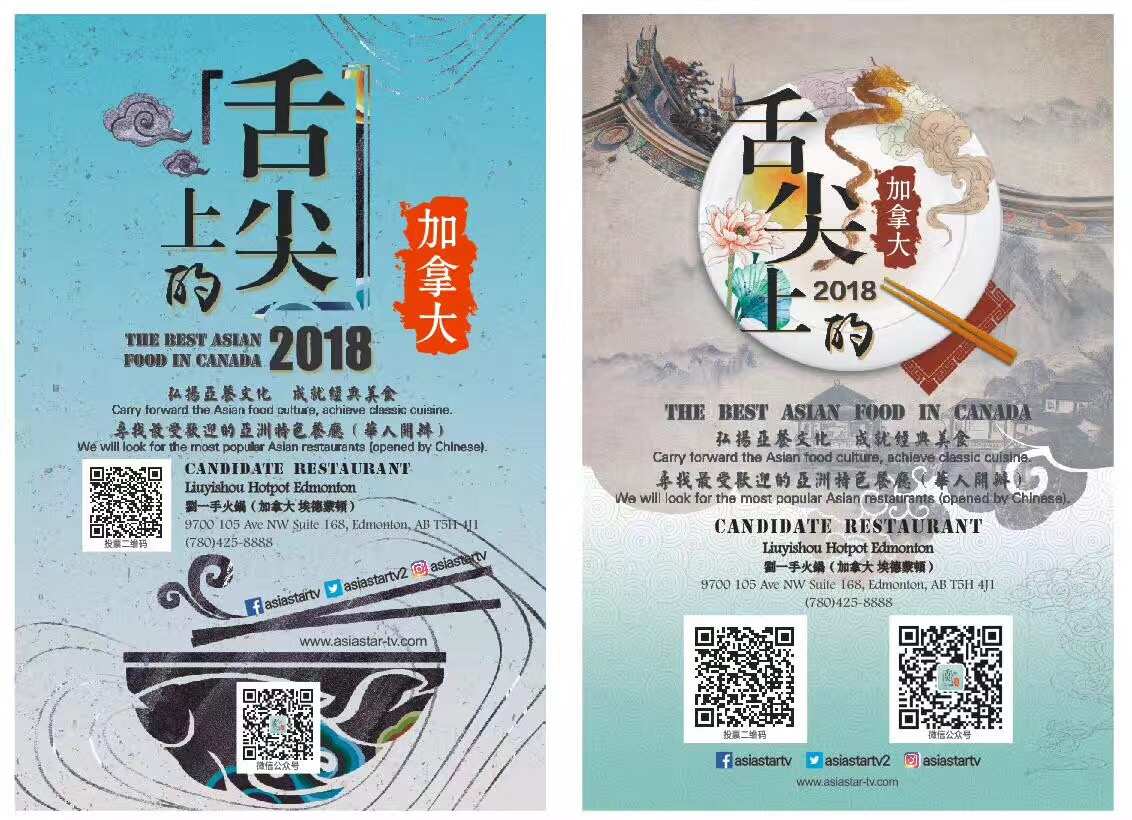 「舌尖」
上的
加拿大
THE BEST ASIAN
FOOD IN CANADA
2018
弘揚亞餐文化 成就經典美食
Carry forward the Asian food culture, achieve classic cuisine.
尋找最受歡迎的亞洲特色餐廳（華人開辦）
We will look for the most popular Asian restaurants (opened by Chinese).
CANDIDATE RESTAURANT
Liuyishou Hotpot Edmonton
劉一手火鍋（加拿大 埃德蒙頓）
9700 105 Ave NW Suite 168, Edmonton, AB T5H 4J1
(780)425-8888
投票二维码
asiastartv asiastartv2 asiastartv
www.asiastar-tv.com
微信公众号
舌尖上的
加拿大
2018
THE BEST ASIAN FOOD IN CANADA
弘揚亞餐文化 成就經典美食
Carry forward the Asian food culture, achieve classic cuisine.
尋找最受歡迎的亞洲特色餐廳（華人開辦）
We will look for the most popular Asian restaurants (opened by Chinese).
CANDIDATE RESTAURANT
Liuyishou Hotpot Edmonton
劉一手火鍋（加拿大 埃德蒙頓）
9700 105 Ave NW Suite 168, Edmonton, AB T5H 4J1
(780)425-8888
投票二维码
微信公众号
asiastartv asiastartv2 asiastartv
www.asiastar-tv.com